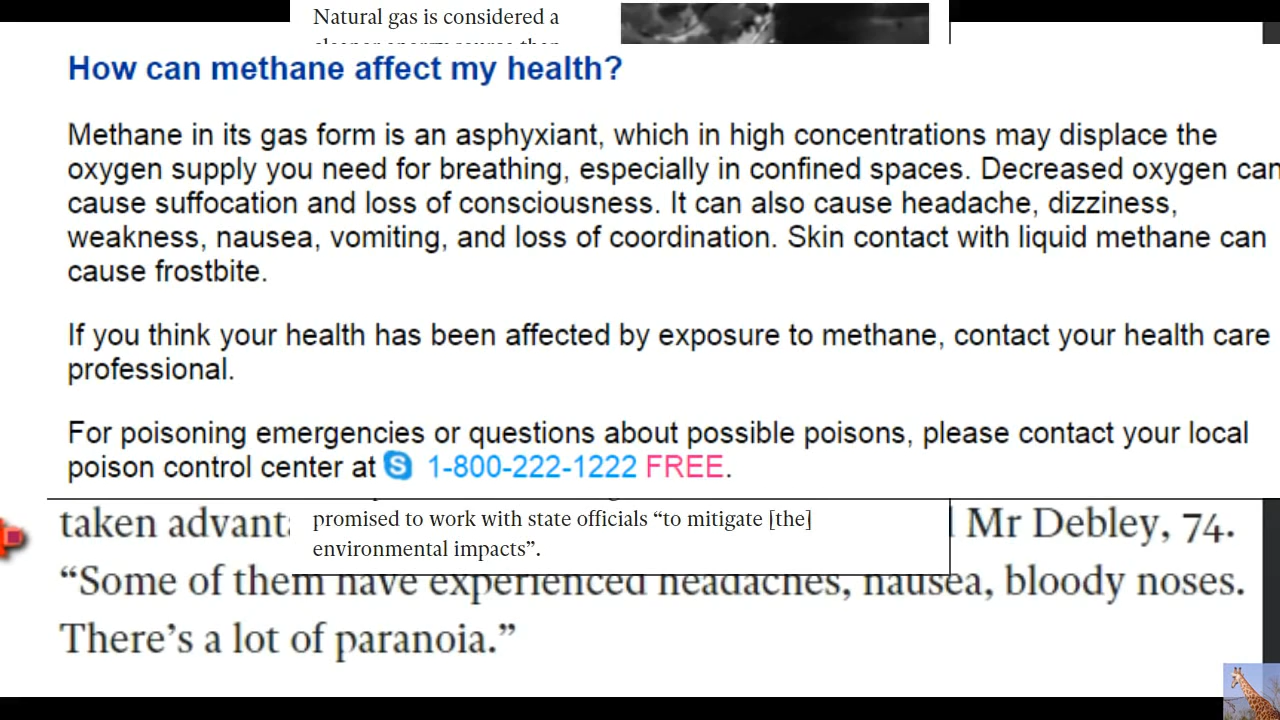 Natural gas is considered a
How can methane affect my health?
Methane in its gas form is an asphyxiant, which in high concentrations may displace the
oxygen supply you need for breathing, especially in confined spaces. Decreased oxygen can
cause suffocation and loss of consciousness. It can also cause headache, dizziness,
weakness, nausea, vomiting, and loss of coordination. Skin contact with liquid methane can
cause frostbite.
If you think your health has been affected by exposure to methane, contact your health care
professional.
For poisoning emergencies or questions about possible poisons, please contact your local
poison control center at S 1-800-222-1222 FREE.
promised to work with state officials “to mitigate [the]
environmental impacts”.
taken Mr Debley, 74.
“Some of them have experienced headaches, nausea, bloody noses.
There’s a lot of paranoia.”